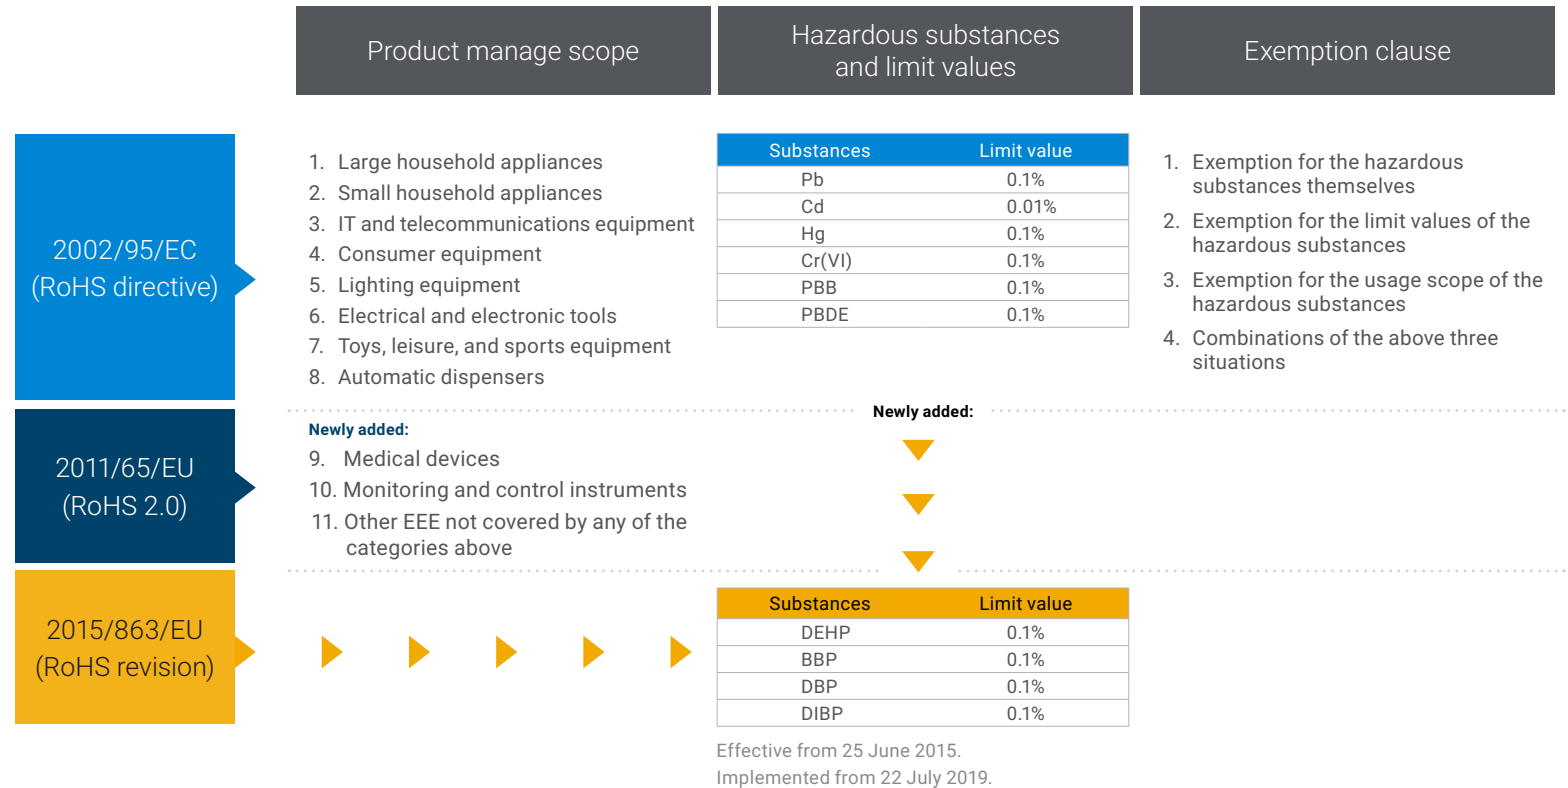 Product manage scope
Hazardous substances
and limit values
Exemption clause
2002/95/EC
(RoHS directive)
1. Large household appliances
2. Small household appliances
3. IT and telecommunications equipment
4. Consumer equipment
5. Lighting equipment
6. Electrical and electronic tools
7. Toys, leisure, and sports equipment
8. Automatic dispensers
Substances Limit value
Pb 0.1%
Cd 0.01%
Hg 0.1%
Cr(VI) 0.1%
PBB 0.1%
PBDE 0.1%
1. Exemption for the hazardous
substances themselves
2. Exemption for the limit values of the
hazardous substances
3. Exemption for the usage scope of the
hazardous substances
4. Combinations of the above three
situations
2011/65/EU
(RoHS 2.0)
Newly added:
9. Medical devices
10. Monitoring and control instruments
11. Other EEE not covered by any of the
categories above
Newly added:
2015/863/EU
(RoHS revision)
Substances Limit value
DEHP 0.1%
BBP 0.1%
DBP 0.1%
DIBP 0.1%
Effective from 25 June 2015.
Implemented from 22 July 2019.